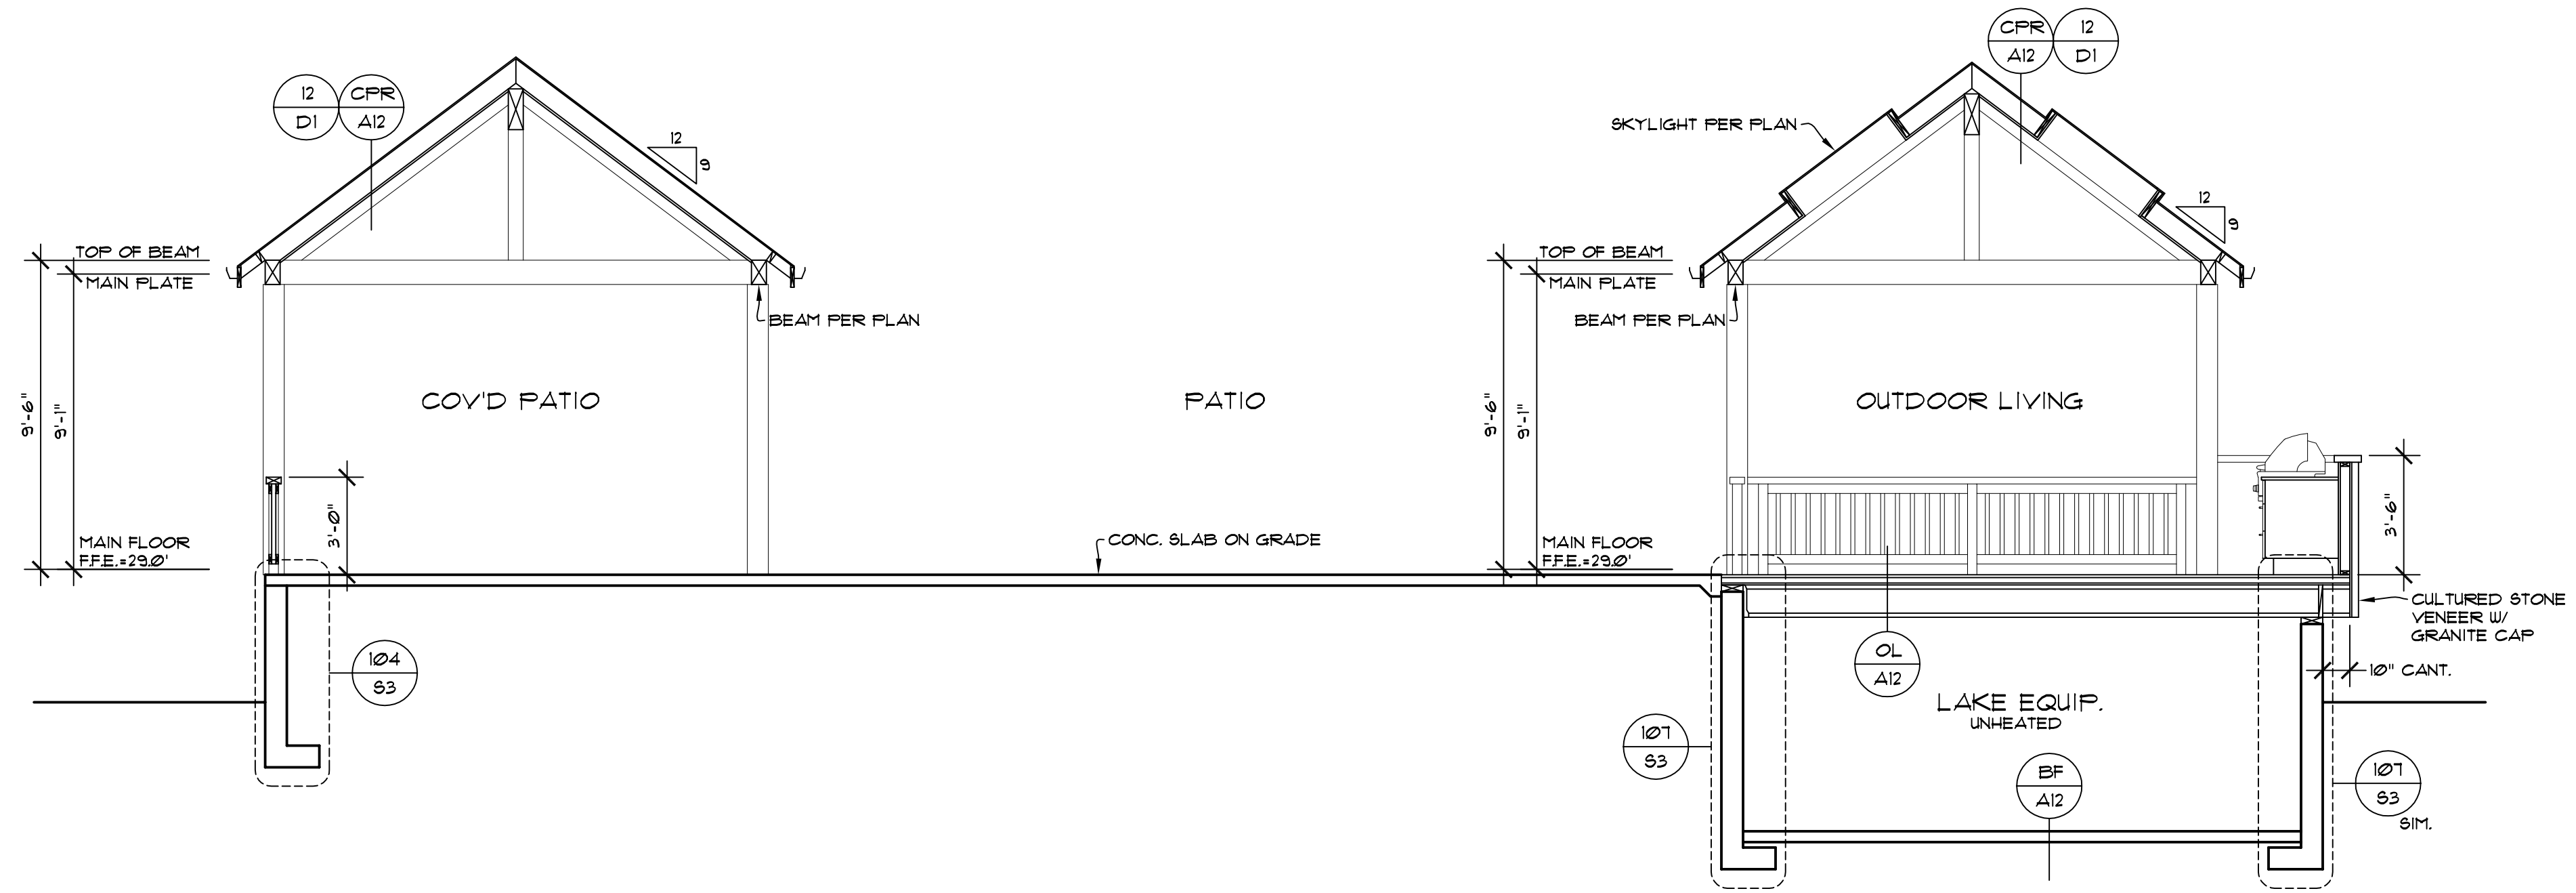 CPR
A12
12
D1
12
D1
CPR
A12
12
9
SKYLIGHT PER PLAN
12
9
TOP OF BEAM
MAIN PLATE
TOP OF BEAM
MAIN PLATE
BEAM PER PLAN
BEAM PER PLAN
9'-6"
9'-1"
COV'D PATIO
PATIO
9'-6"
9'-1"
OUTDOOR LIVING
3'-0"
3'-6"
MAIN FLOOR
F.F.E.=29.0'
CONC. SLAB ON GRADE
MAIN FLOOR
F.F.E.=29.0'
CULTURED STONE
VENEER W/
GRANITE CAP
104
S3
OL
A12
10" CANT.
LAKE EQUIP.
UNHEATED
107
S3
BF
A12
107
S3
SIM.